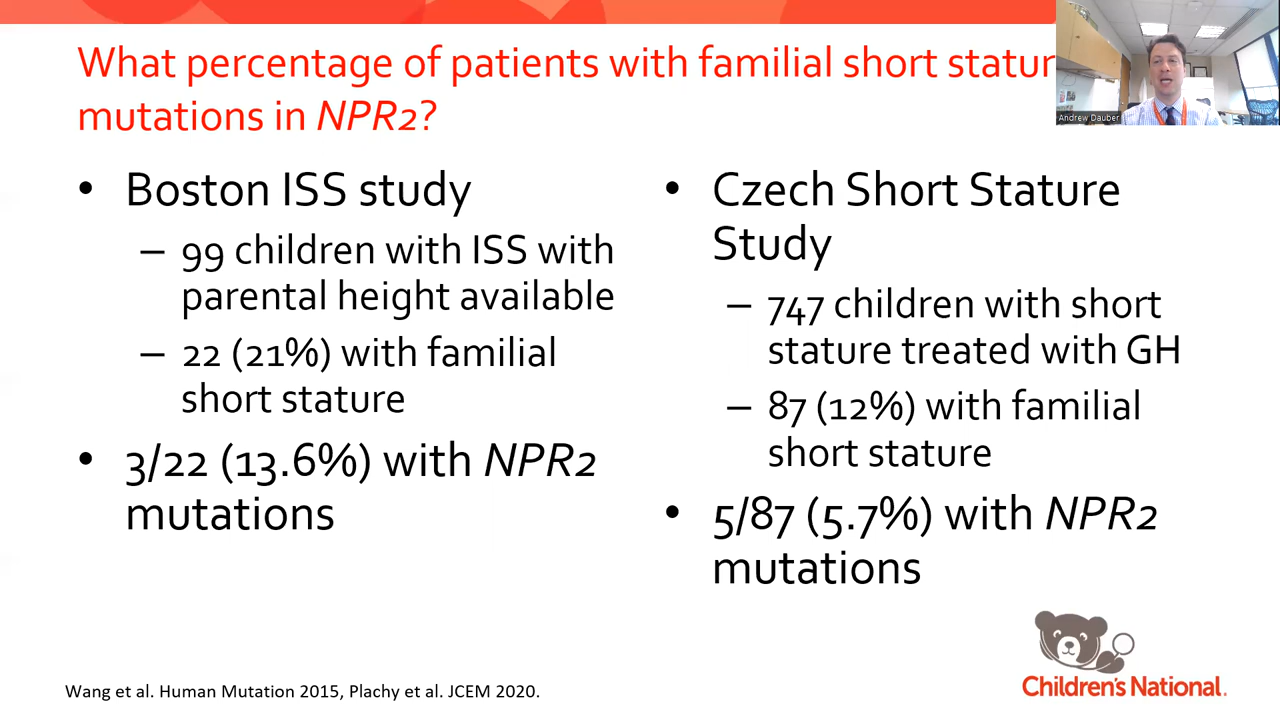 What percentage of patients with familial short statur
mutations in NPR2?
Andrew Dauber
• Boston ISS study
– 99 children with ISS with
parental height available
– 22 (21%) with familial
short stature
• 3/22 (13.6%) with NPR2
mutations
• Czech Short Stature
Study
– 747 children with short
stature treated with GH
– 87 (12%) with familial
short stature
• 5/87 (5.7%) with NPR2
mutations
Wang et al. Human Mutation 2015, Plachy et al. JCEM 2020.
Children's National.